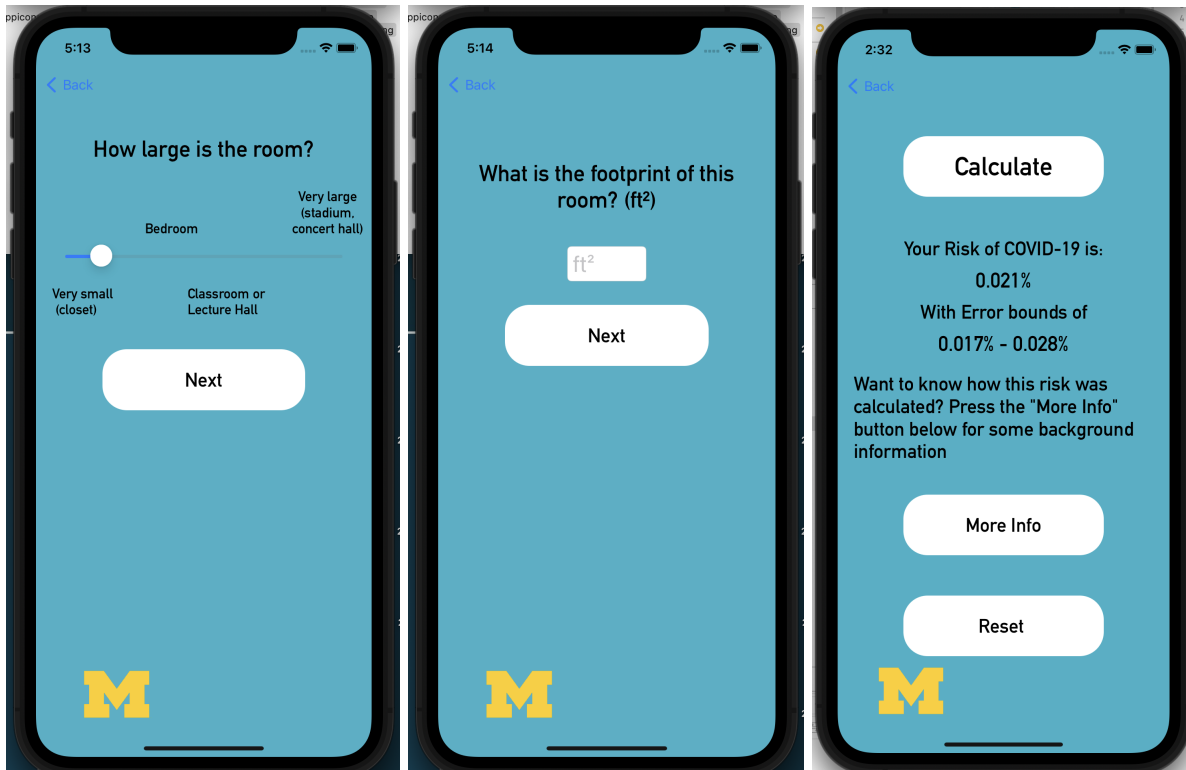 ppicon
5:13
Back
How large is the room?
Very large
(stadium,
concert hall)
Bedroom
Very small
(closet)
Classroom or
Lecture Hall
Next
M
ng
5:14
Back
What is the footprint of this
room? (ft²)
ft²
Next
M
2:32
Back
Calculate
Your Risk of COVID-19 is:
0.021%
With Error bounds of
0.017% - 0.028%
Want to know how this risk was
calculated? Press the "More Info"
button below for some background
information
More Info
Reset
M